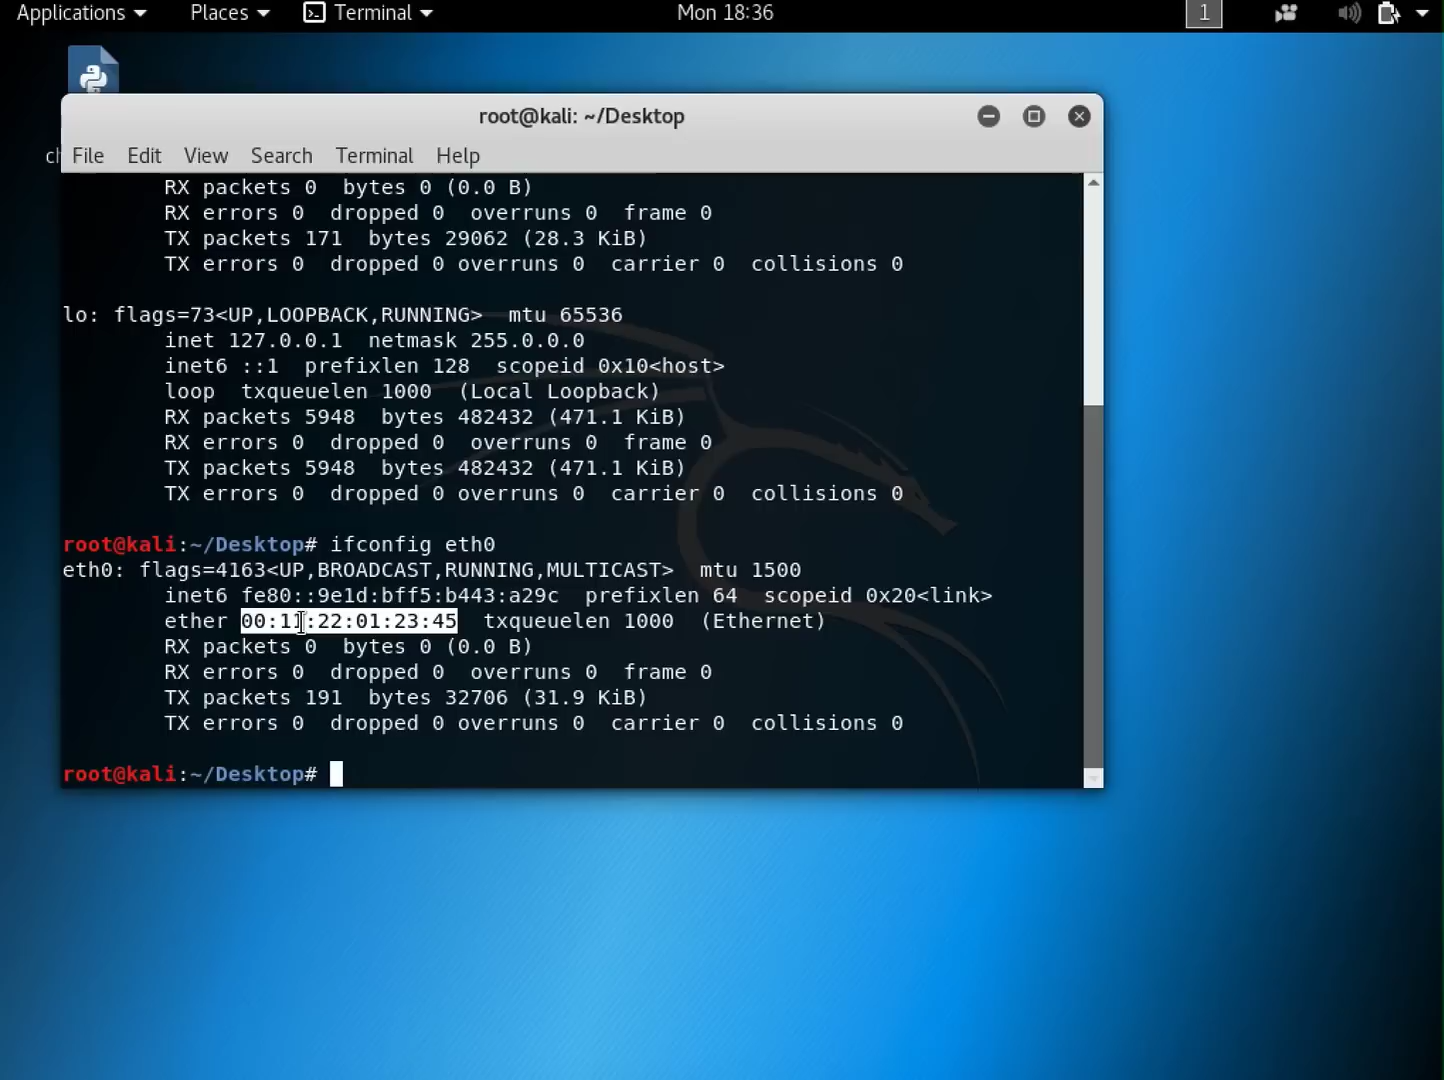 Applications Places Terminal Mon 18:36 1
root@kali: ~/Desktop
File Edit View Search Terminal Help
RX packets 0 bytes 0 (0.0 B)
RX errors 0 dropped 0 overruns 0 frame 0
TX packets 171 bytes 29062 (28.3 KiB)
TX errors 0 dropped 0 overruns 0 carrier 0 collisions 0
lo: flags=73<UP,LOOPBACK,RUNNING> mtu 65536
inet 127.0.0.1 netmask 255.0.0.0
inet6 ::1 prefixlen 128 scopeid 0x10<host>
loop txqueuelen 1000 (Local Loopback)
RX packets 5948 bytes 482432 (471.1 KiB)
RX errors 0 dropped 0 overruns 0 frame 0
TX packets 5948 bytes 482432 (471.1 KiB)
TX errors 0 dropped 0 overruns 0 carrier 0 collisions 0
root@kali:~/Desktop# ifconfig eth0
eth0: flags=4163<UP,BROADCAST,RUNNING,MULTICAST> mtu 1500
inet6 fe80::9e1d:bff5:b443:a29c prefixlen 64 scopeid 0x20<link>
ether 00:11:22:01:23:45 txqueuelen 1000 (Ethernet)
RX packets 0 bytes 0 (0.0 B)
RX errors 0 dropped 0 overruns 0 frame 0
TX packets 191 bytes 32706 (31.9 KiB)
TX errors 0 dropped 0 overruns 0 carrier 0 collisions 0
root@kali:~/Desktop#